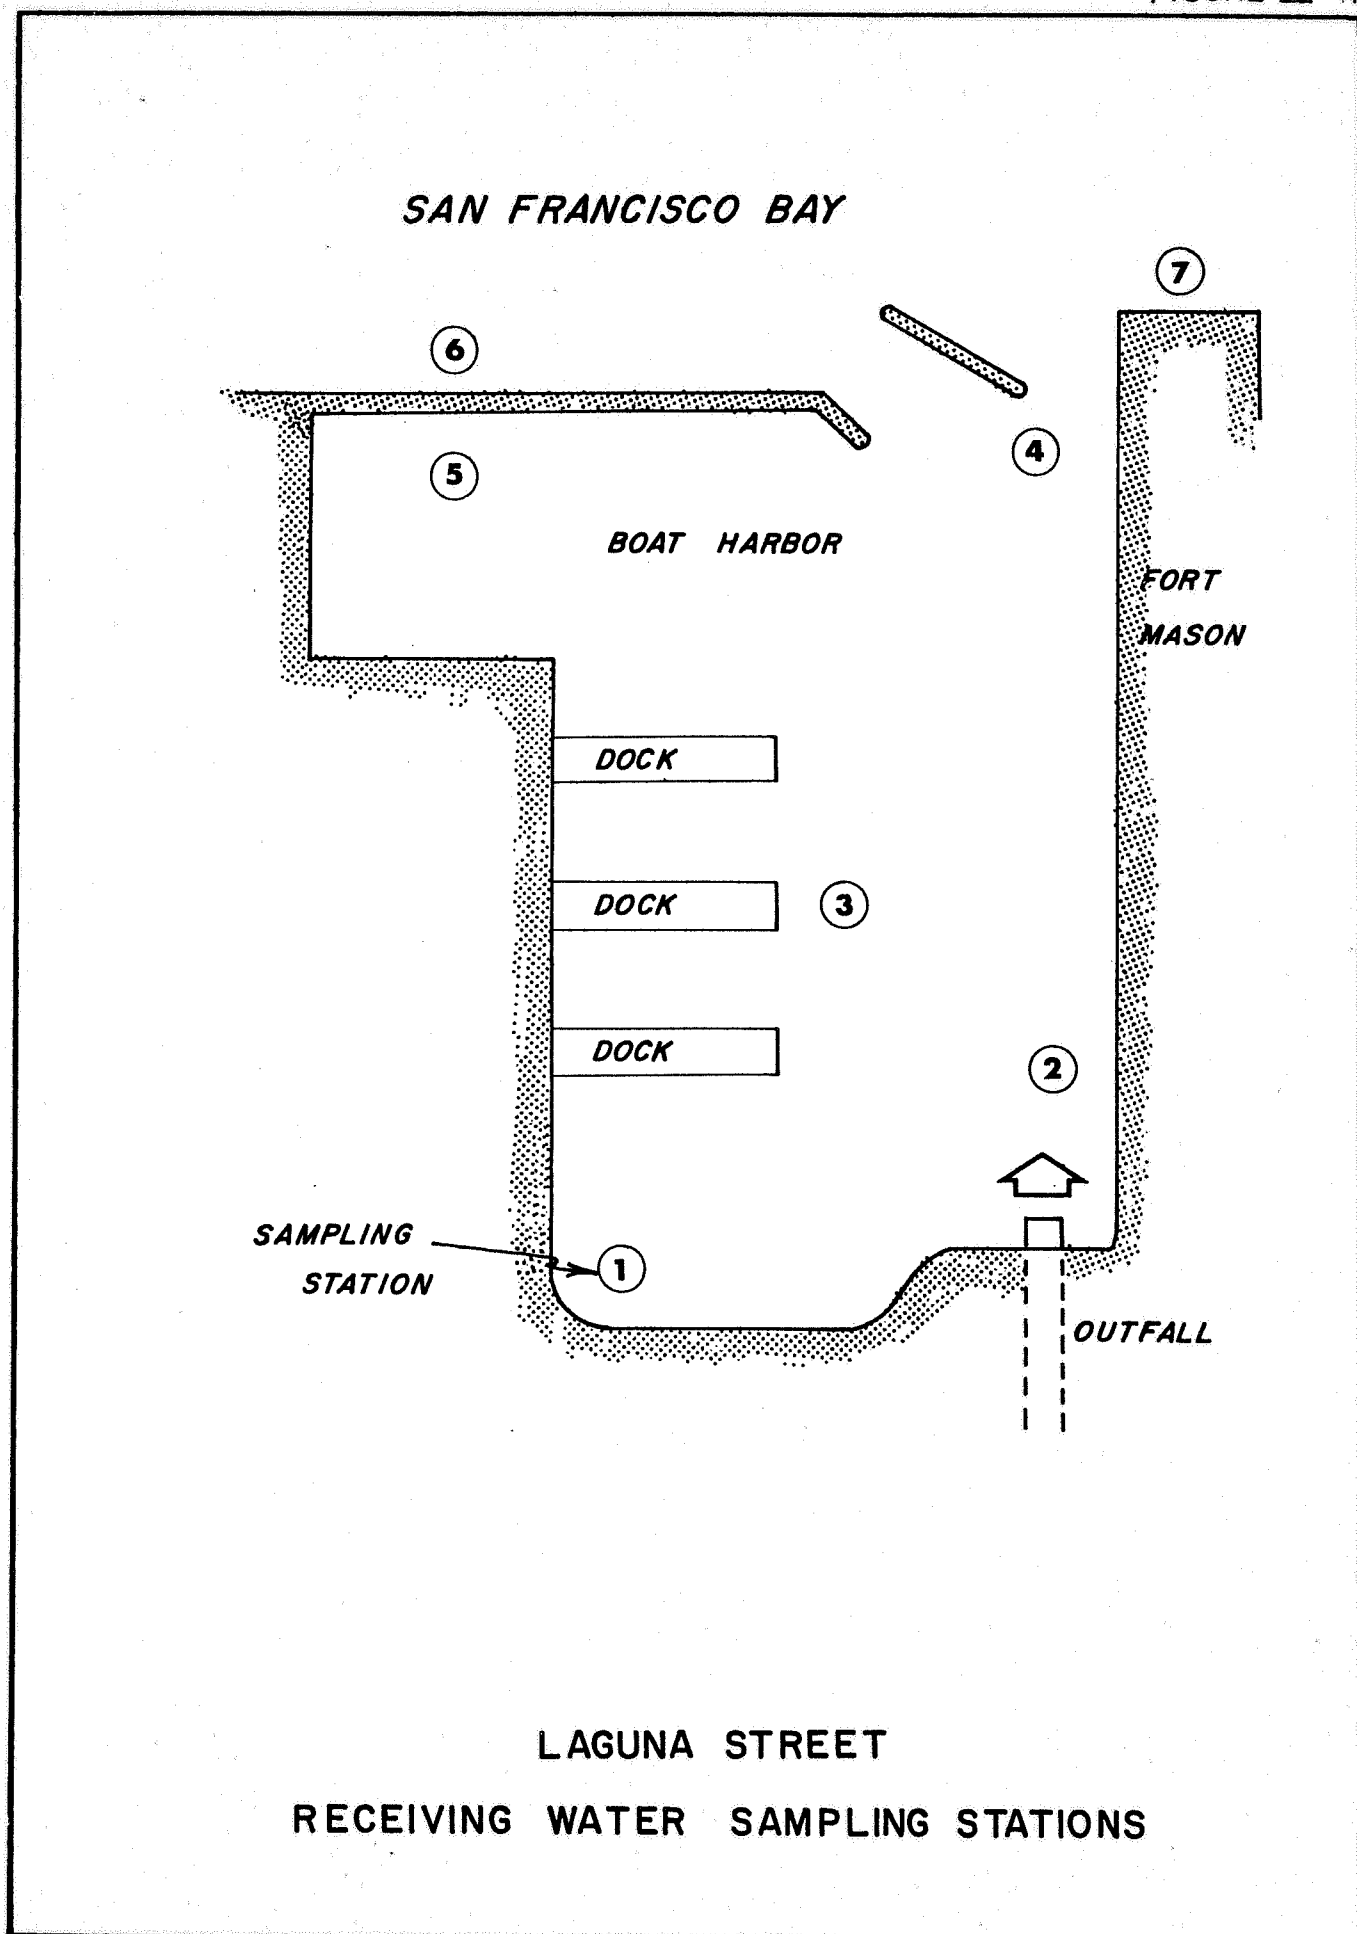 SAN FRANCISCO BAY
7
6
4
5
BOAT HARBOR
FORT
MASON
DOCK
DOCK
3
DOCK
2
SAMPLING
STATION
1
OUTFALL
LAGUNA STREET
RECEIVING WATER SAMPLING STATIONS